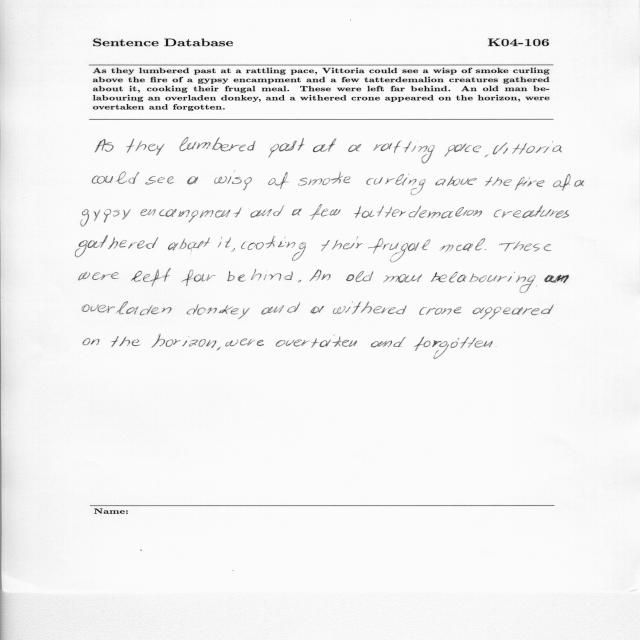 Sentence Database K04-106
As they lumbered past at a rattling pace, Vittoria could see a wisp of smoke curling
above the fire of a gypsy encampment and a few tatterdemalion creatures gathered
about it, cooking their frugal meal. These were left far behind. An old man be-
labouring an overladen donkey, and a withered crone appeared on the horizon, were
overtaken and forgotten.
As they lumbered past at a ratting pace, Vittoria
could see a wisp of smoke curling above the fire of a
gypsy encampment and a few tatterdemalion creatures
gathered about it, cooking their frugal meal. These
were left far behind. An old man belabouring an
overladen donkey and a withered crone appeared
on the horizon, were overtaken and forgotten
Name: